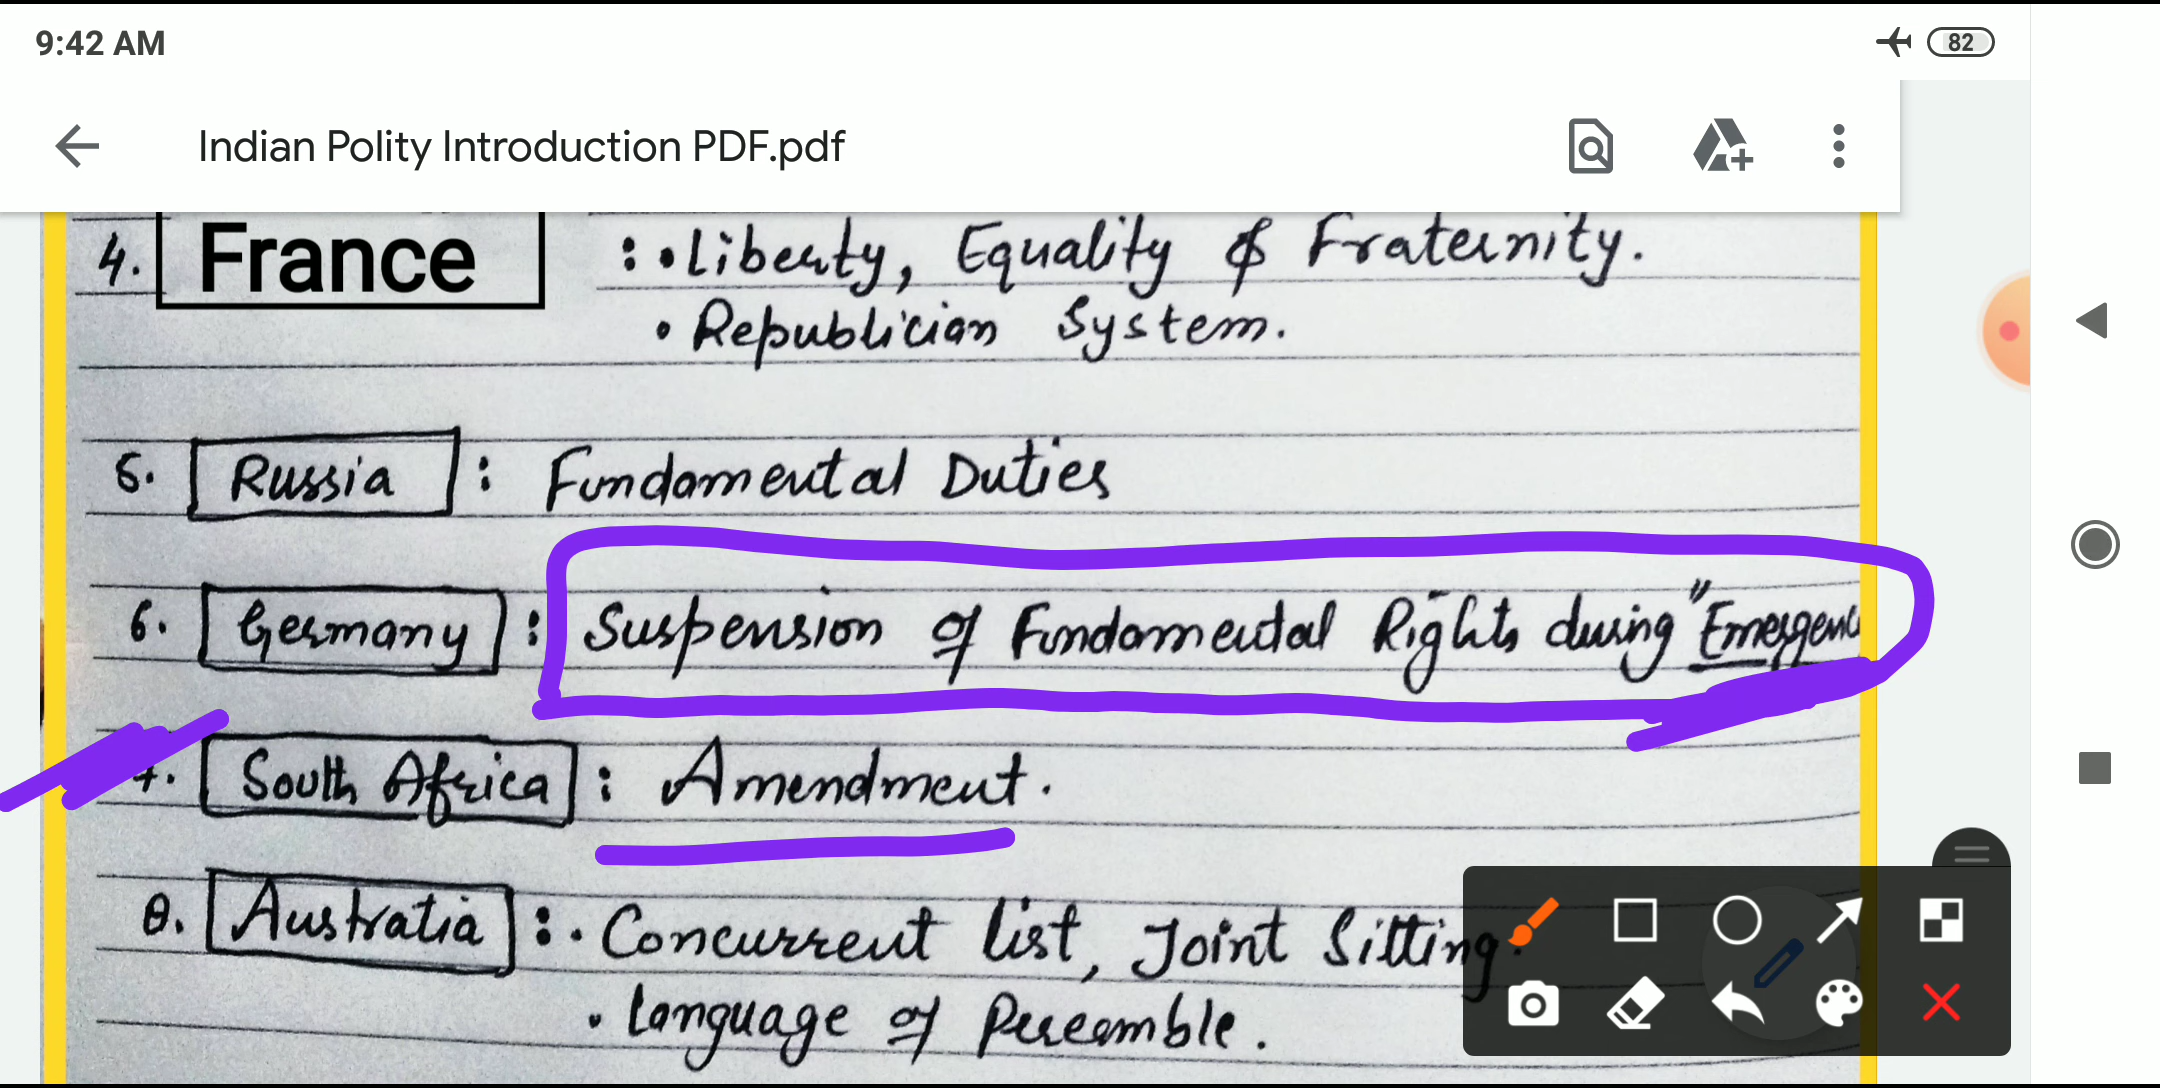 9:42 AM
82
Indian Polity Introduction PDF.pdf
4. France : • Liberty, Equality & Fraternity.
• Republician System.
5. Russia : Fundamental Duties
6. Germany : Suspension of Fundamental Rights during "Emergenc
7. South Africa : Amendment.
8. Australia : • Concurrent list, Joint Sitting.
• Language of Pereamble.